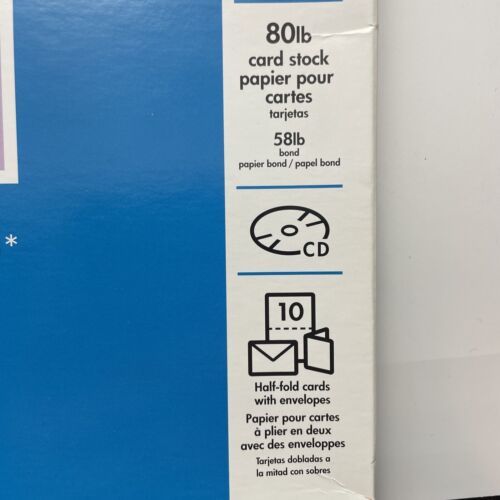 80lb
card stock
papier pour
cartes
tarjetas
58lb
bond
papier bond / papel bond
*
CD
10
Half-fold cards
with envelopes
Papier pour cartes
à plier en deux
avec des enveloppes
Tarjetas dobladas a
la mitad con sobres